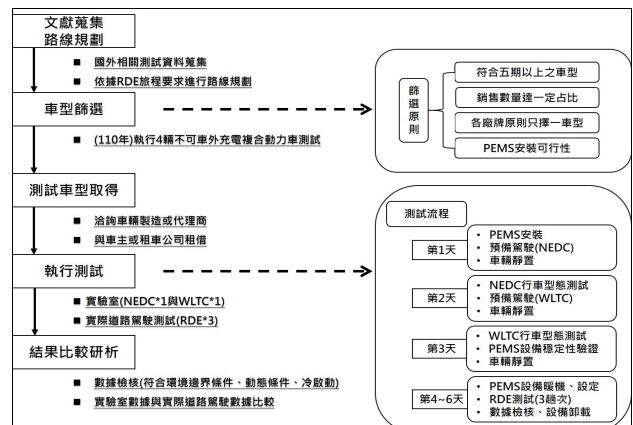 文獻蒐集
路線規劃
■ 國外相關測試資料蒐集
■ 依據RDE旅程要求進行路線規劃
車型篩選
■ (110年)執行4輛不可車外充電複合動力車測試
測試車型取得
■ 洽詢車輛製造或代理商
■ 與車主或租車公司租借
執行測試
■ 實驗室(NEDC*1與WLTC*1)
■ 實際道路駕駛測試(RDE*3)
結果比較研析
■ 數據檢核(符合環境邊界條件、動態條件、冷啟動)
■ 實驗室數據與實際道路駕駛數據比較
篩選原則
符合五期以上之車型
銷售數量達一定占比
各廠牌原則只擇一車型
PEMS安裝可行性
測試流程
第1天
• PEMS安裝
• 預備駕駛(NEDC)
• 車輛靜置
第2天
• NEDC行車型態測試
• 預備駕駛(WLTC)
• 車輛靜置
第3天
• WLTC行車型態測試
• PEMS設備穩定性驗證
• 車輛靜置
第4~6天
• PEMS設備暖機、設定
• RDE測試(3趟次)
• 數據檢核、設備卸載